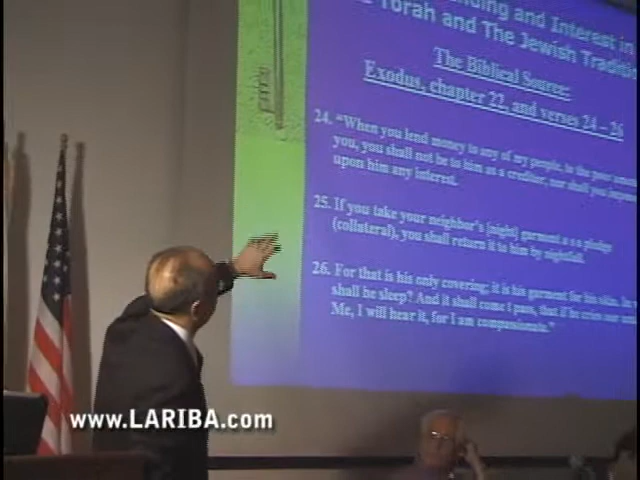 nding and Interest in
Torah and The Jewish Traditi
The Biblical Source:
Exodus, chapter 22, and verses 24 – 26
24. “When you lend money to any of my people, to the poor among
you, you shall not be to him as a creditor, nor shall you impose
upon him any interest.
25. If you take your neighbor's (night) garment as a pledge
(collateral), you shall return it to him by nightfall.
26. For that is his only covering; it is his garment for his skin. In
shall he sleep? And it shall come t pass, that if he cries out unto
Me, I will hear it, for I am compassionate.”
www.LARIBA.com